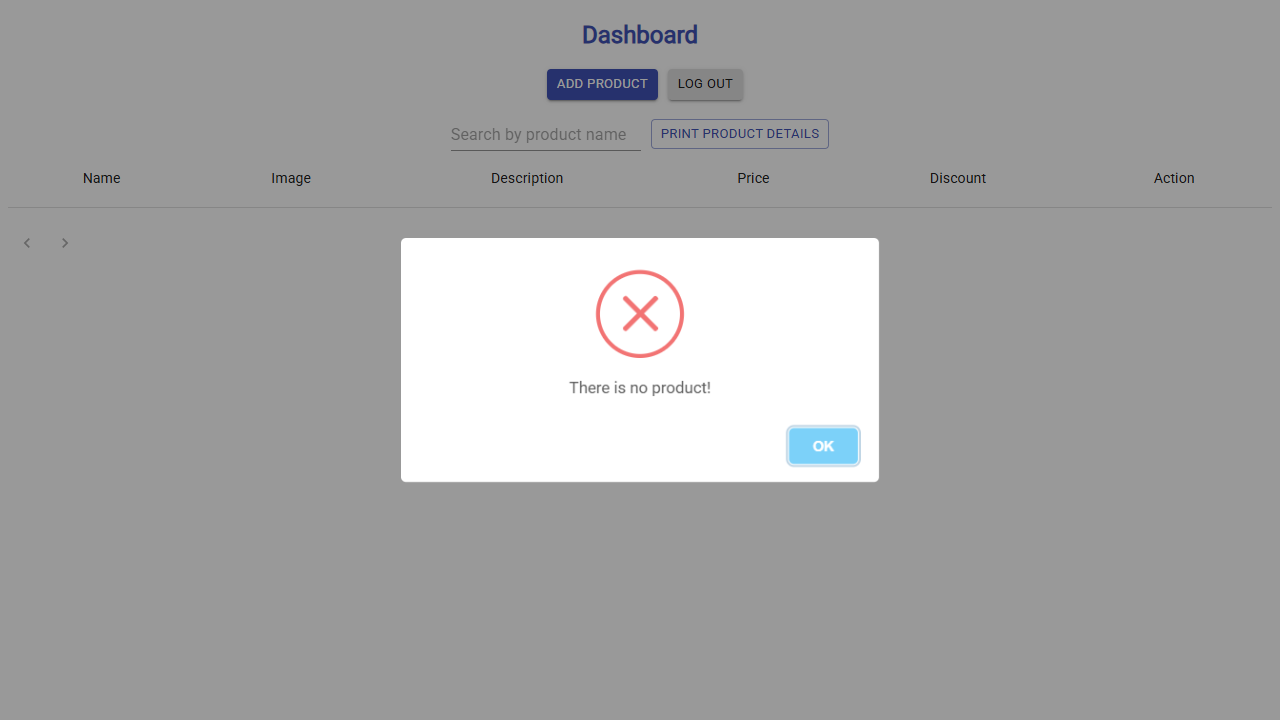 Dashboard
ADD PRODUCT LOG OUT
Search by product name PRINT PRODUCT DETAILS
Name Image Description Price Discount Action
There is no product!
OK